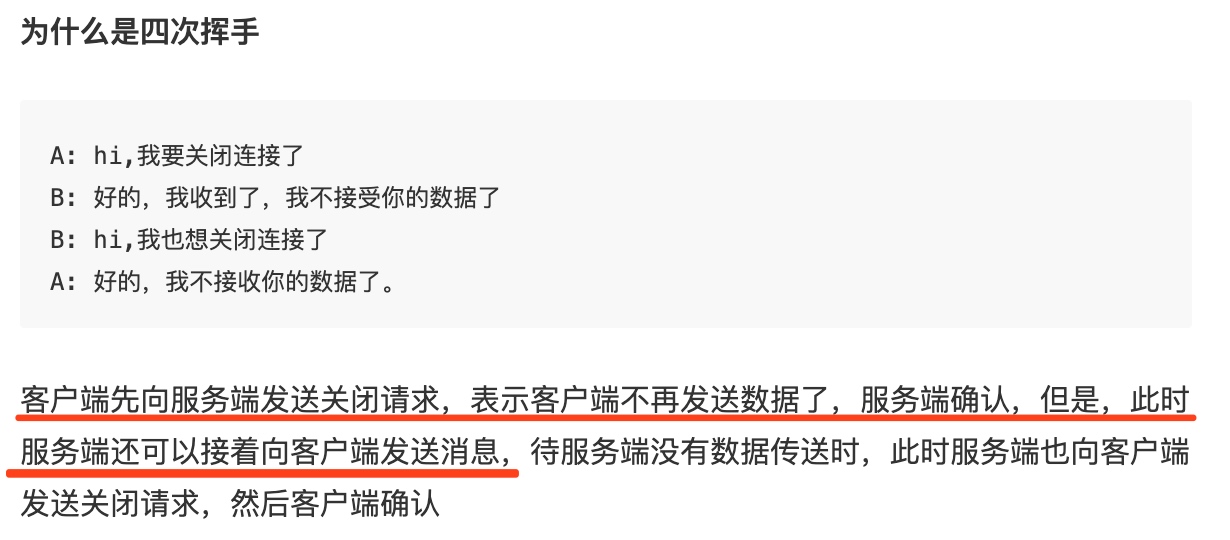 为什么是四次挥手
A: hi,我要关闭连接了
B: 好的，我收到了，我不接受你的数据了
B: hi,我也想关闭连接了
A: 好的，我不接收你的数据了。
客户端先向服务端发送关闭请求，表示客户端不再发送数据了，服务端确认，但是，此时
服务端还可以接着向客户端发送消息，待服务端没有数据传送时，此时服务端也向客户端
发送关闭请求，然后客户端确认